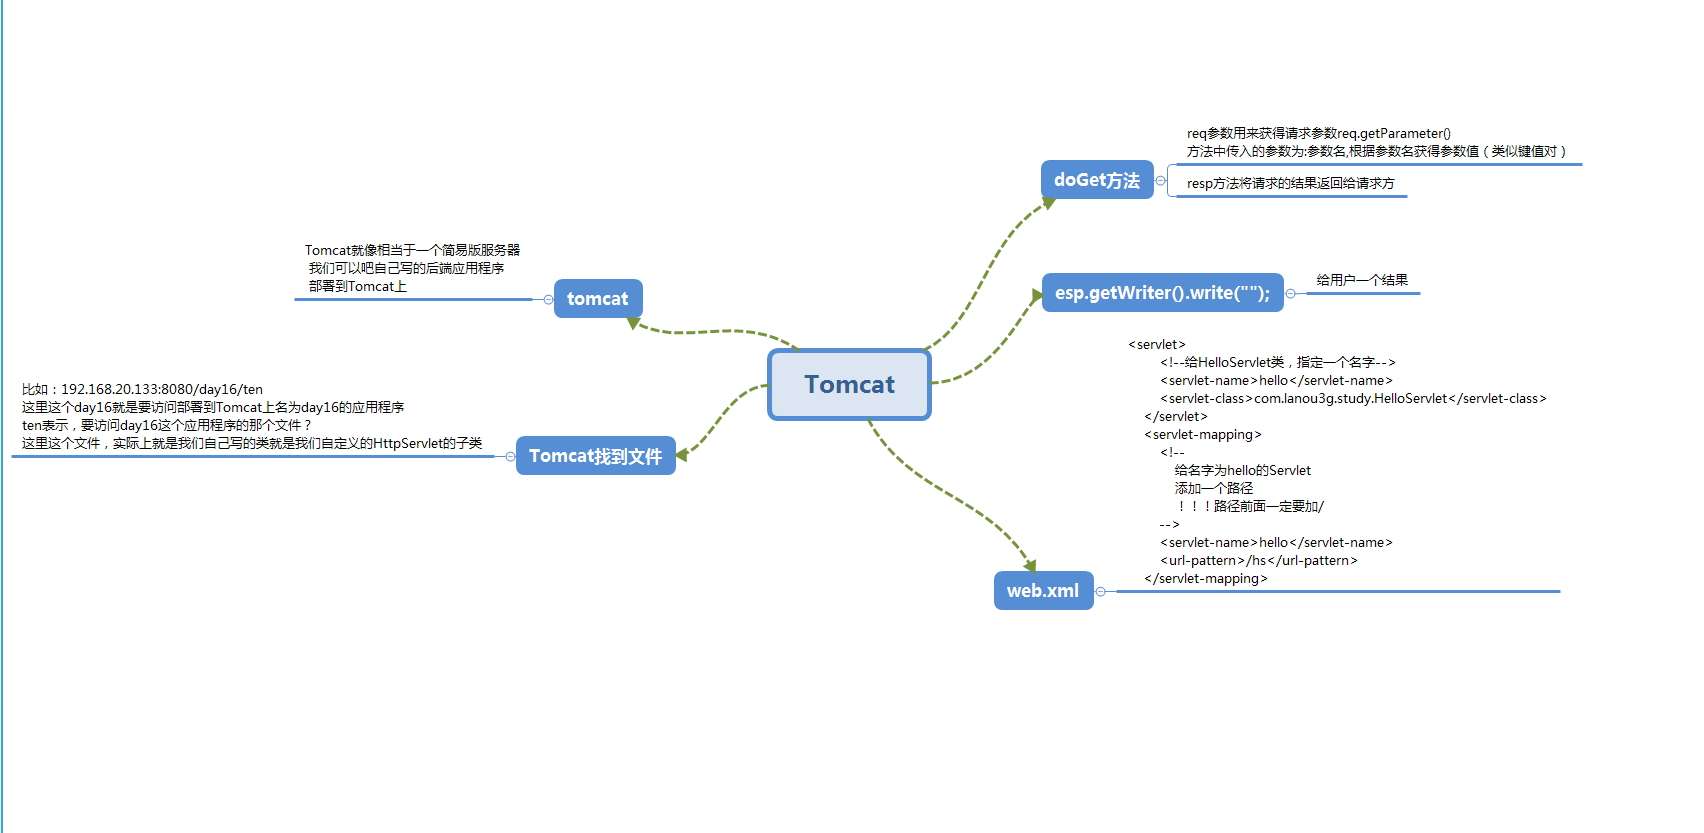 Tomcat
doGet方法
req参数用来获得请求参数req.getParameter()
方法中传入的参数为:参数名,根据参数名获得参数值（类似键值对）
resp方法将请求的结果返回给请求方
esp.getWriter().write("");
给用户一个结果
web.xml
<servlet>
<!--给HelloServlet类，指定一个名字-->
<servlet-name>hello</servlet-name>
<servlet-class>com.lanou3g.study.HelloServlet</servlet-class>
</servlet>
<servlet-mapping>
<!--
给名字为hello的Servlet
添加一个路径
！！！路径前面一定要加/
-->
<servlet-name>hello</servlet-name>
<url-pattern>/hs</url-pattern>
</servlet-mapping>
tomcat
Tomcat就像相当于一个简易版服务器
我们可以吧自己写的后端应用程序
部署到Tomcat上
Tomcat找到文件
比如：192.168.20.133:8080/day16/ten
这里这个day16就是要访问部署到Tomcat上名为day16的应用程序
ten表示，要访问day16这个应用程序的那个文件？
这里这个文件，实际上就是我们自己写的类就是我们自定义的HttpServlet的子类